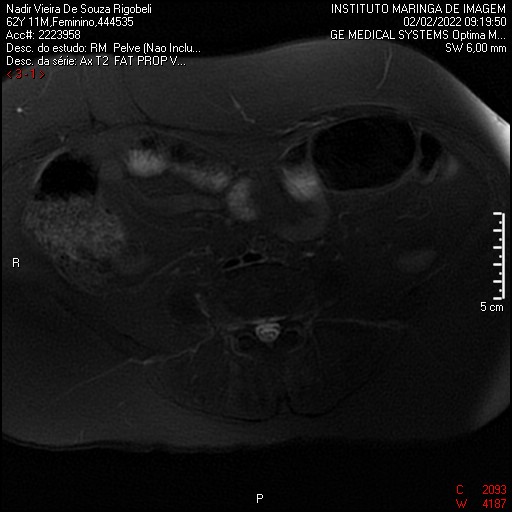 Nadir Vieira De Souza Rigobeli
62Y 11M,Feminino,444535
Acc#: 2223958
Desc. do estudo: RM  Pelve (Nao Inclu...
Desc. da série: Ax T2  FAT PROP V...
< 3-1 >
INSTITUTO MARINGA DE IMAGEM
02/02/2022 09:19:50
GE MEDICAL SYSTEMS Optima M...
SW 6,00 mm
R
5 cm
P
C 2093
W 4187